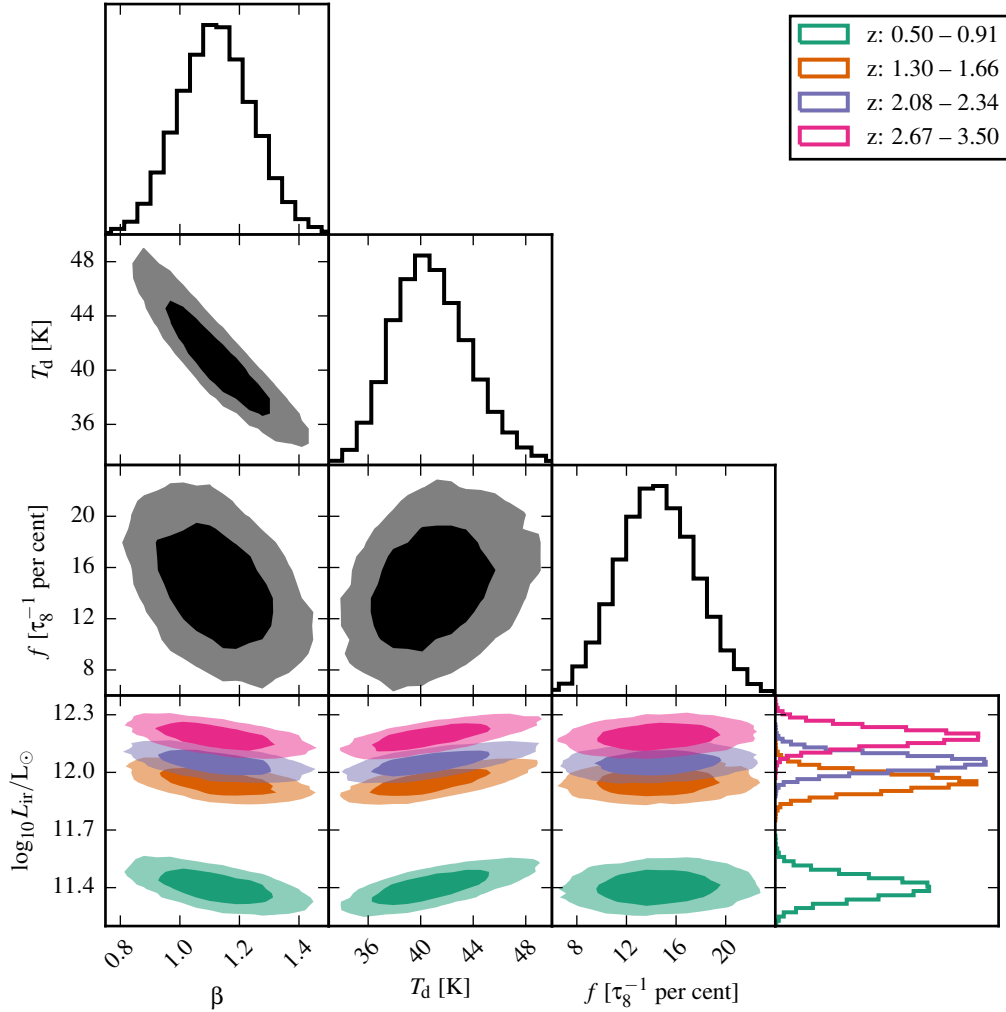 z: 0.50 – 0.91
z: 1.30 – 1.66
z: 2.08 – 2.34
z: 2.67 – 3.50
48
44
40
36
T_d [K]
20
16
12
8
f [τ₈⁻¹ per cent]
12.3
12.0
11.7
11.4
log₁₀ L_ir/L_⊙
0.8 1.0 1.2 1.4
β
36 40 44 48
T_d [K]
8 12 16 20
f [τ₈⁻¹ per cent]